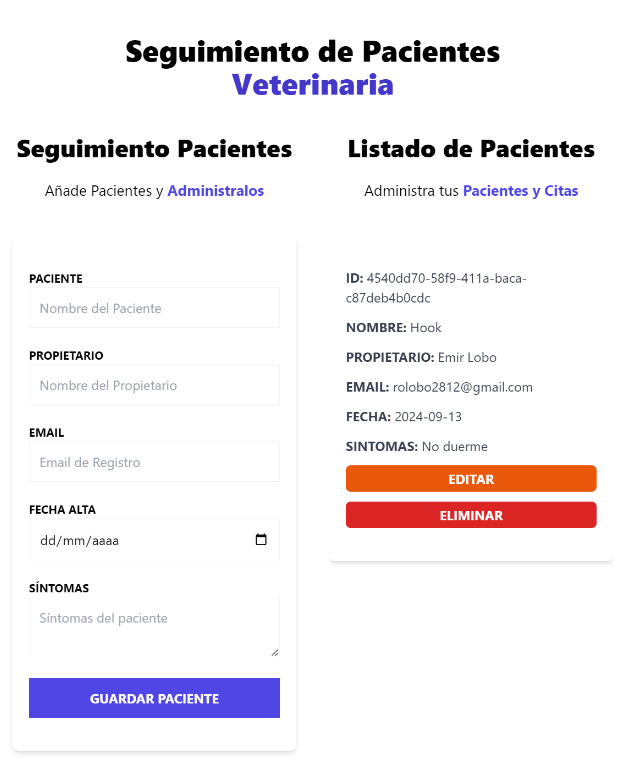 Seguimiento de Pacientes
Veterinaria
Seguimiento Pacientes
Añade Pacientes y Administralos
PACIENTE
Nombre del Paciente
PROPIETARIO
Nombre del Propietario
EMAIL
Email de Registro
FECHA ALTA
dd/mm/aaaa
SÍNTOMAS
Síntomas del paciente
GUARDAR PACIENTE
Listado de Pacientes
Administra tus Pacientes y Citas
ID: 4540dd70-58f9-411a-baca-
c87deb4b0cdc
NOMBRE: Hook
PROPIETARIO: Emir Lobo
EMAIL: rolobo2812@gmail.com
FECHA: 2024-09-13
SINTOMAS: No duerme
EDITAR
ELIMINAR